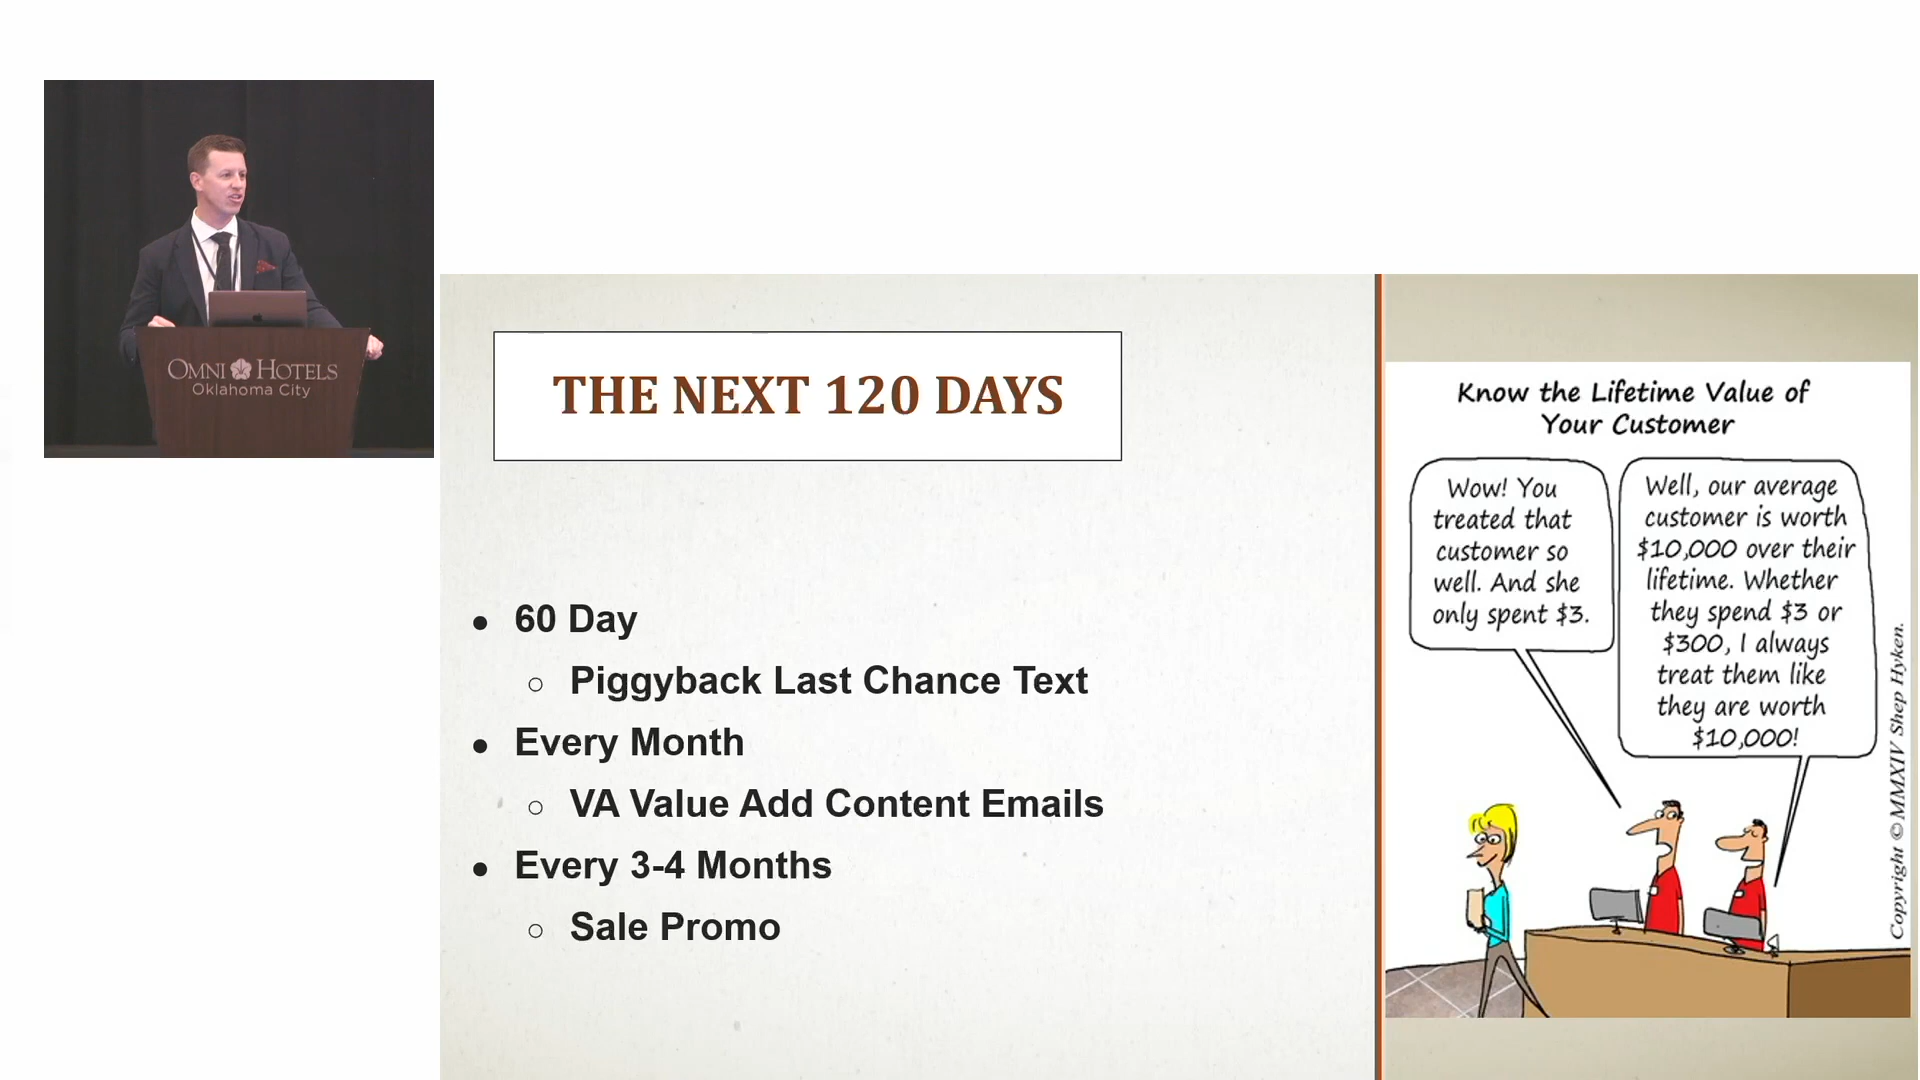 OMNI HOTELS
Oklahoma City
THE NEXT 120 DAYS
● 60 Day
○ Piggyback Last Chance Text
● Every Month
○ VA Value Add Content Emails
● Every 3-4 Months
○ Sale Promo
Know the Lifetime Value of
Your Customer
Wow! You
treated that
customer so
well. And she
only spent $3.
Well, our average
customer is worth
$10,000 over their
lifetime. Whether
they spend $3 or
$300, I always
treat them like
they are worth
$10,000!
Copyright © MMXIV Shep Hyken.